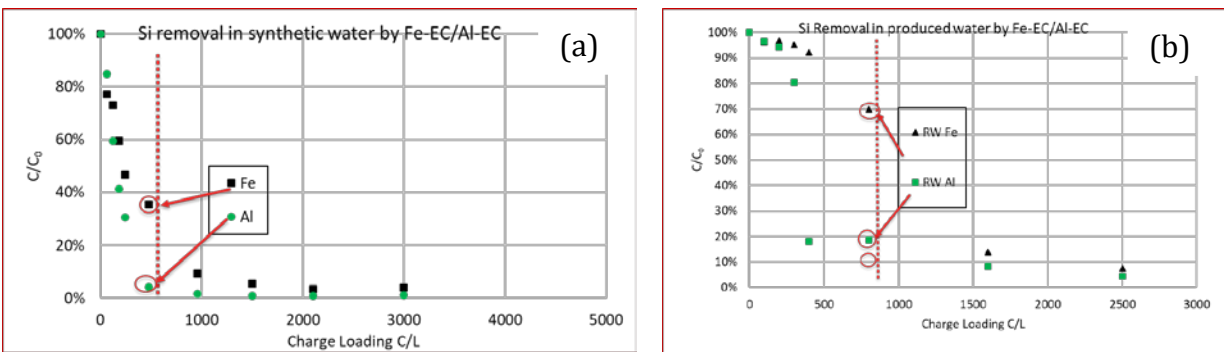 Si removal in synthetic water by Fe-EC/Al-EC
(a)
100%
80%
60%
40%
20%
0%
C/C₀
Fe
Al
0 1000 2000 3000 4000 5000
Charge Loading C/L
Si Removal in produced water by Fe-EC/Al-EC
(b)
100%
90%
80%
70%
60%
50%
40%
30%
20%
10%
0%
C/C₀
RW Fe
RW Al
0 500 1000 1500 2000 2500 3000
Charge Loading C/L